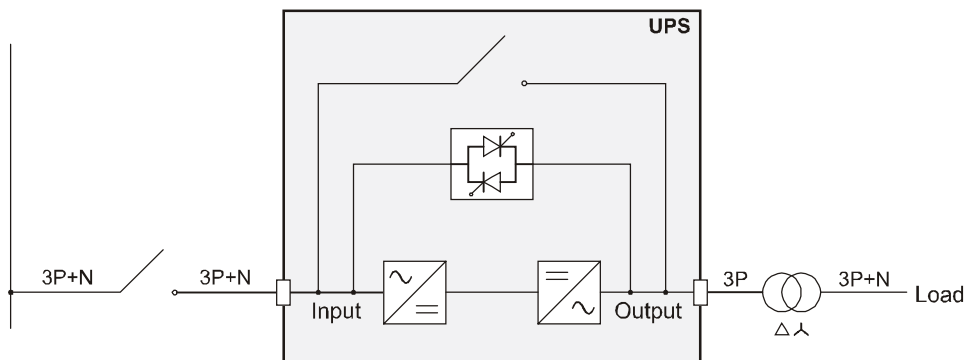 UPS
3P+N
3P+N
Input
Output
3P
3P+N
Load